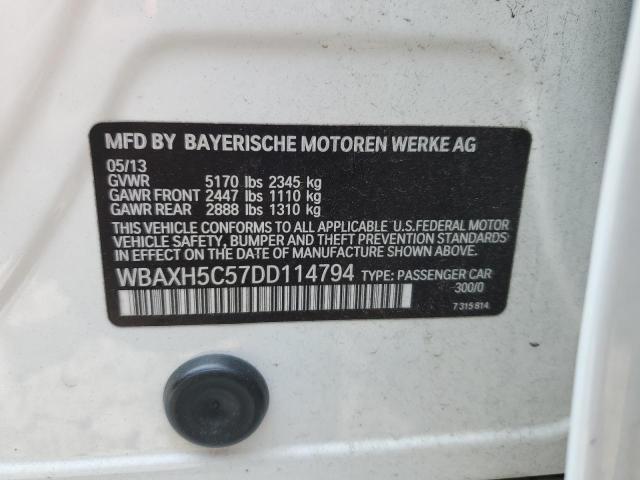 MFD BY BAYERISCHE MOTOREN WERKE AG
05/13
GVWR 5170 lbs 2345 kg
GAWR FRONT 2447 lbs 1110 kg
GAWR REAR 2888 lbs 1310 kg
THIS VEHICLE CONFORMS TO ALL APPLICABLE U.S.FEDERAL MOTOR
VEHICLE SAFETY, BUMPER, AND THEFT PREVENTION STANDARDS
IN EFFECT ON THE DATE OF MANUFACTURE SHOWN ABOVE.
WBAXH5C57DD114794 TYPE: PASSENGER CAR
300/0
7 315 814